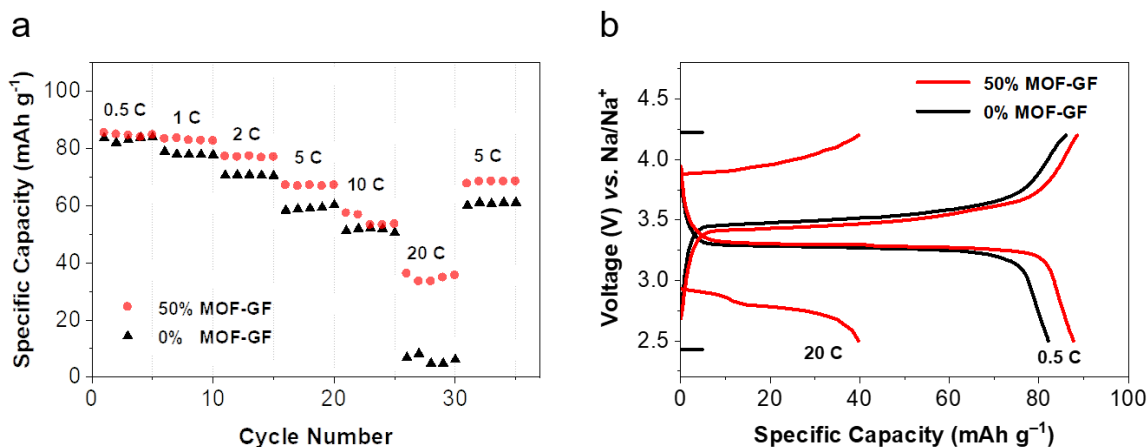 a
Specific Capacity (mAh g⁻¹)
100
80
60
40
20
0
0.5 C
1 C
2 C
5 C
10 C
20 C
5 C
50% MOF-GF
0% MOF-GF
0
10
20
30
Cycle Number
b
Voltage (V) vs. Na/Na⁺
4.5
4.0
3.5
3.0
2.5
50% MOF-GF
0% MOF-GF
20 C
0.5 C
0
20
40
60
80
100
Specific Capacity (mAh g⁻¹)